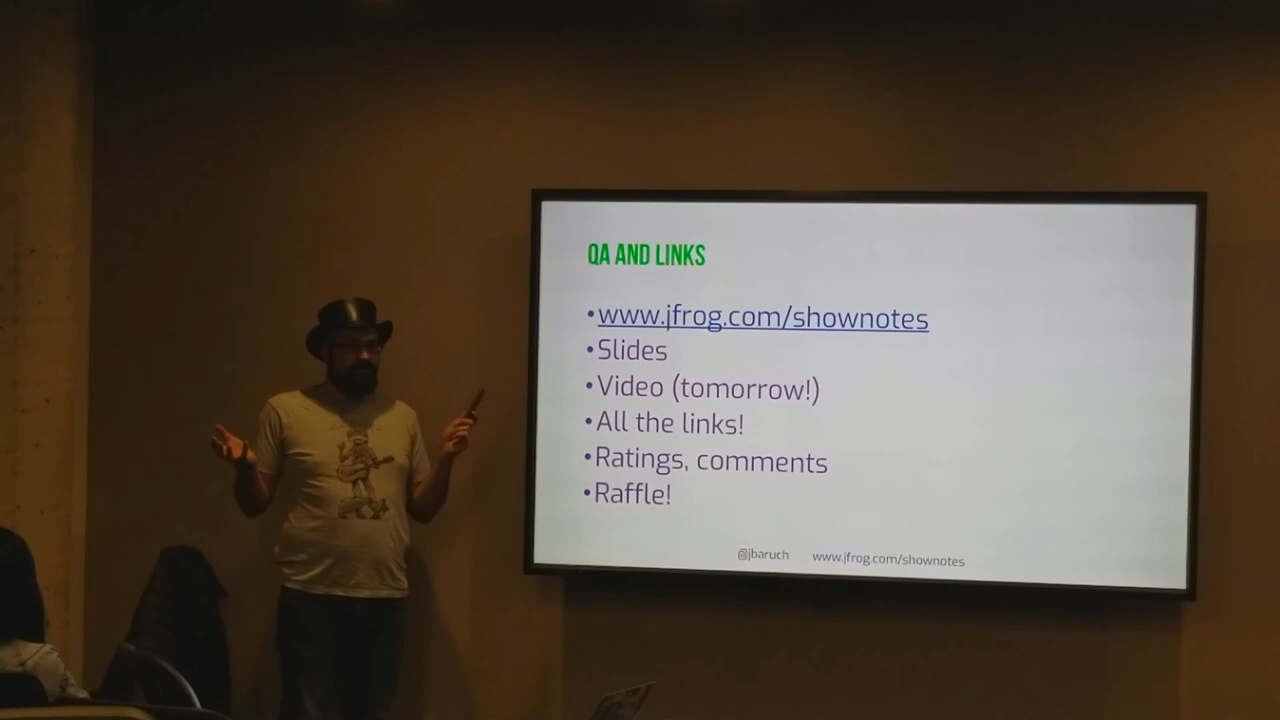 QA AND LINKS
•www.jfrog.com/shownotes
•Slides
•Video (tomorrow!)
•All the links!
•Ratings, comments
•Raffle!
@jbaruch www.jfrog.com/shownotes